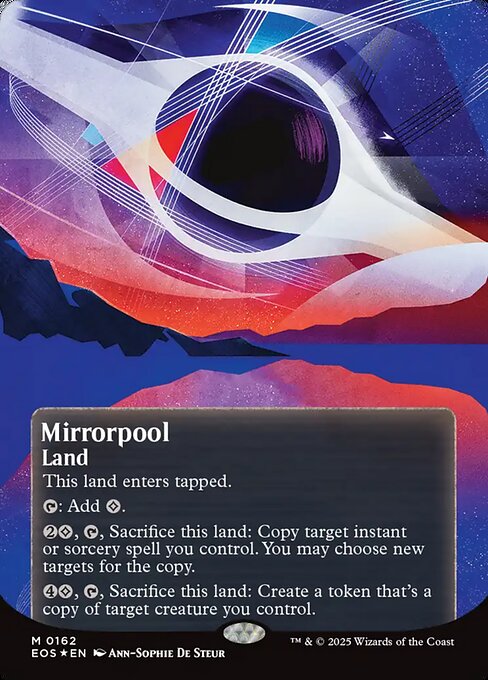 Mirrorpool
Land
This land enters tapped.
: Add .
2, , Sacrifice this land: Copy target instant
or sorcery spell you control. You may choose new
targets for the copy.
4, , Sacrifice this land: Create a token that's a
copy of target creature you control.
M 0162
EOS★EN Ann-Sophie De Steur
™ & © 2025 Wizards of the Coast